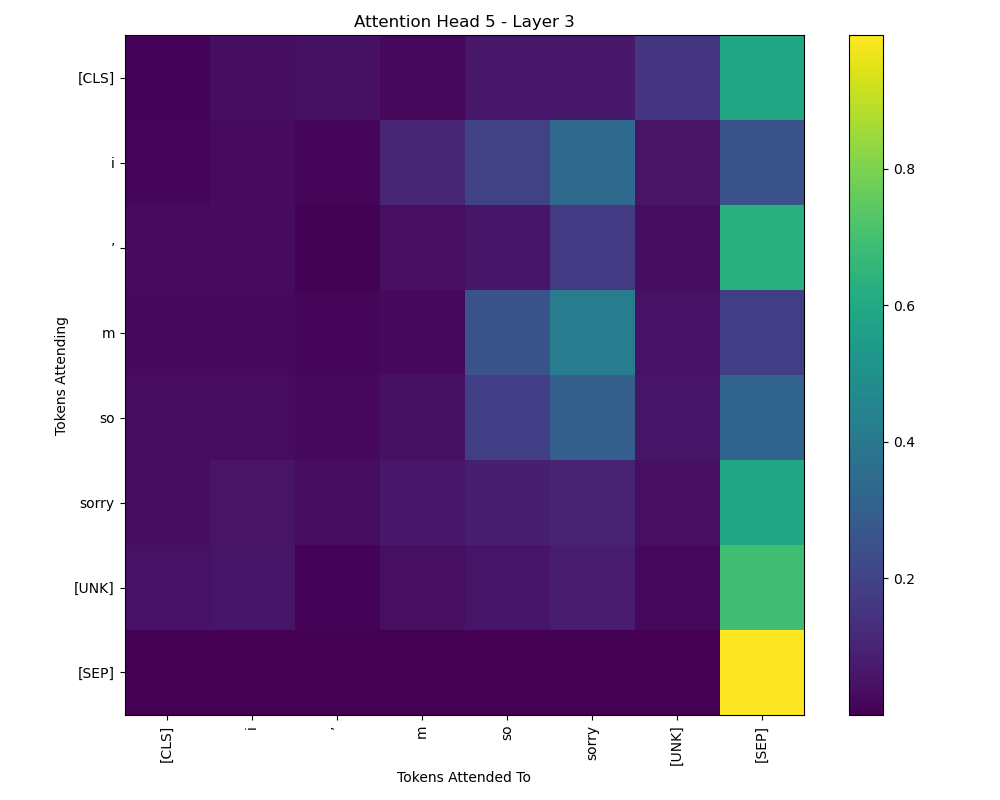 Attention Head 5 - Layer 3
[CLS]
i
’
m
so
sorry
[UNK]
[SEP]
Tokens Attending
[CLS]
i
’
m
so
sorry
[UNK]
[SEP]
Tokens Attended To
0.8
0.6
0.4
0.2